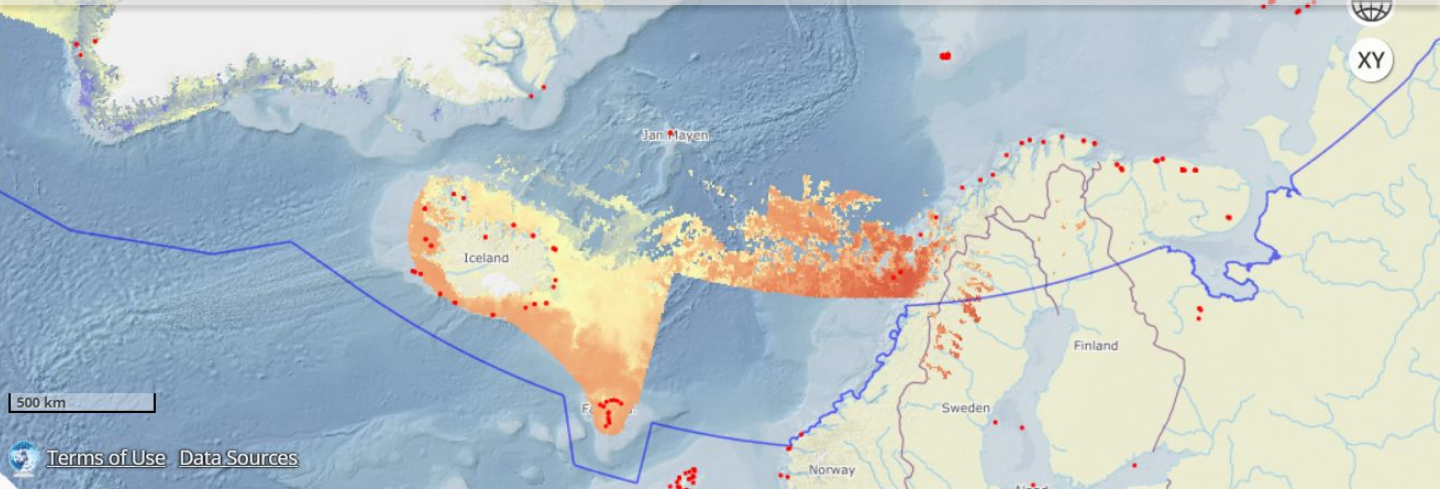 XY
Jan Mayen
Iceland
Finland
500 km
Sweden
Terms of Use Data Sources
Norway